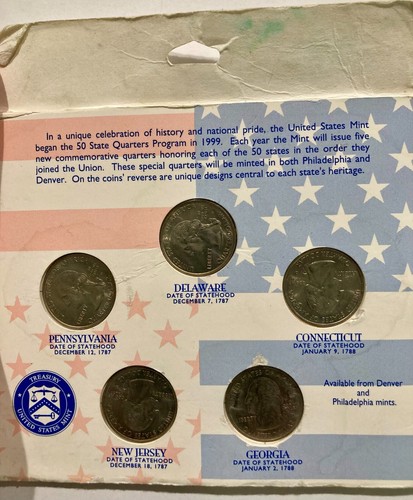 In a unique celebration of history and national pride, the United States Mint
began the 50 State Quarters Program in 1999. Each year the Mint will issue five
new commemorative quarters honoring each of the 50 states in the order they
joined the Union. These special quarters will be minted in both Philadelphia and
Denver. On the coins' reverse are unique designs central to each state's heritage.
DELAWARE
DATE OF STATEHOOD
DECEMBER 7, 1787
PENNSYLVANIA
DATE OF STATEHOOD
DECEMBER 12, 1787
CONNECTICUT
DATE OF STATEHOOD
JANUARY 9, 1788
Available from Denver
and
Philadelphia mints.
TREASURY
UNITED STATES MINT
NEW JERSEY
DATE OF STATEHOOD
DECEMBER 18, 1787
GEORGIA
DATE OF STATEHOOD
JANUARY 2, 1788